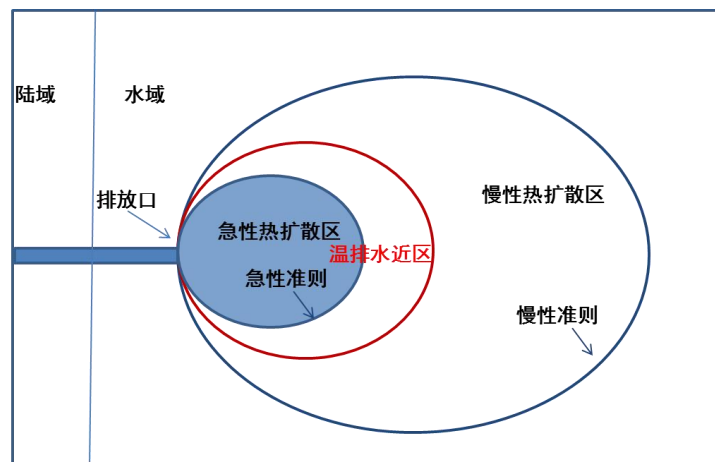 陆域
水域
排放口
慢性热扩散区
急性热扩散区
温排水近区
急性准则
慢性准则